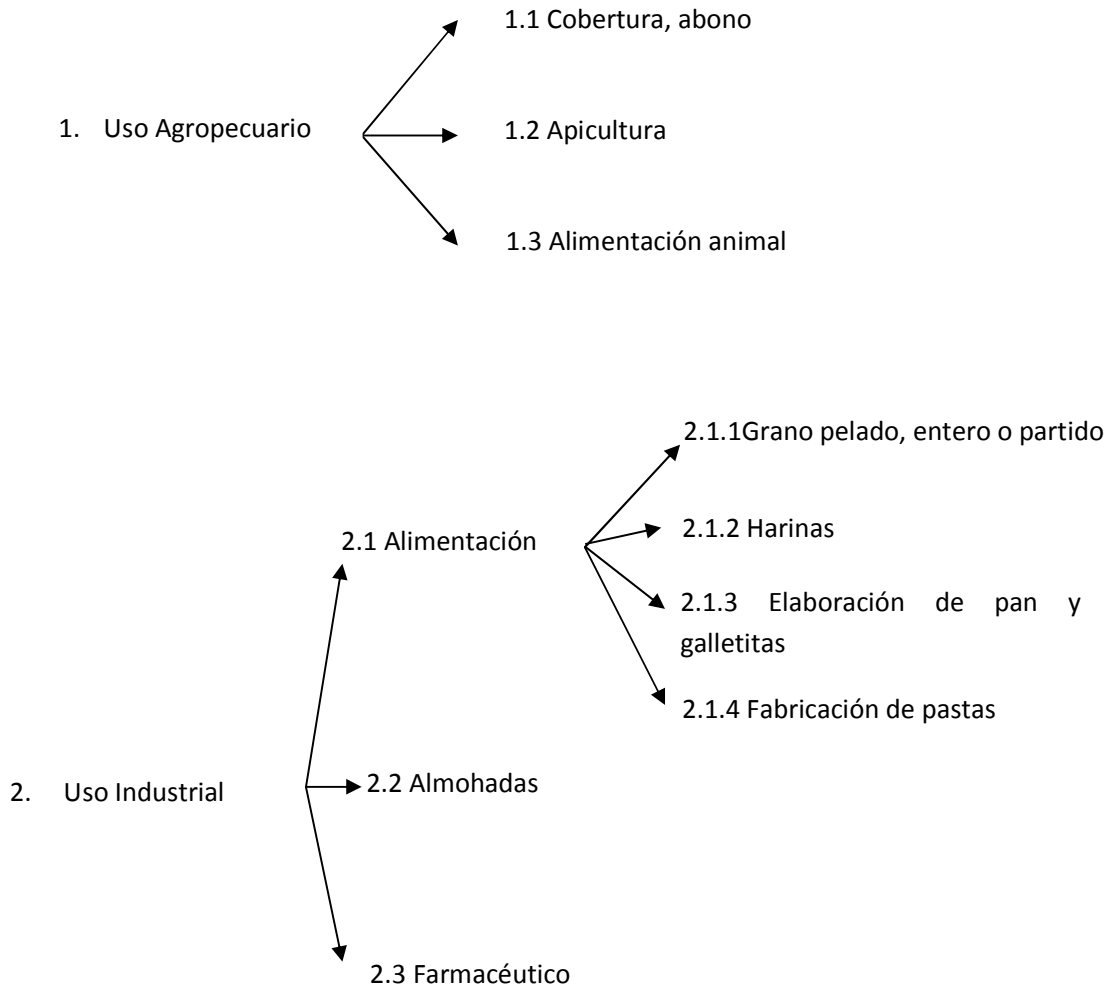 1.1 Cobertura, abono
1. Uso Agropecuario
1.2 Apicultura
1.3 Alimentación animal
2.1.1Grano pelado, entero o partido
2.1.2 Harinas
2.1 Alimentación
2.1.3 Elaboración de pan y
galletitas
2.1.4 Fabricación de pastas
2. Uso Industrial
2.2 Almohadas
2.3 Farmacéutico